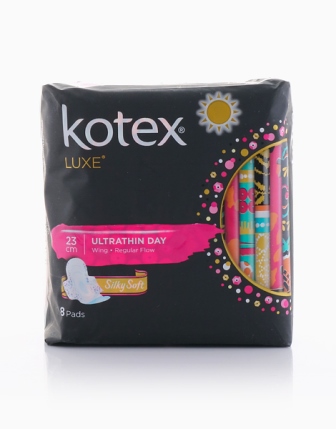 kotex®
LUXE®
23 cm
ULTRATHIN DAY
Wing • Regular Flow
Silky Soft
8 Pads